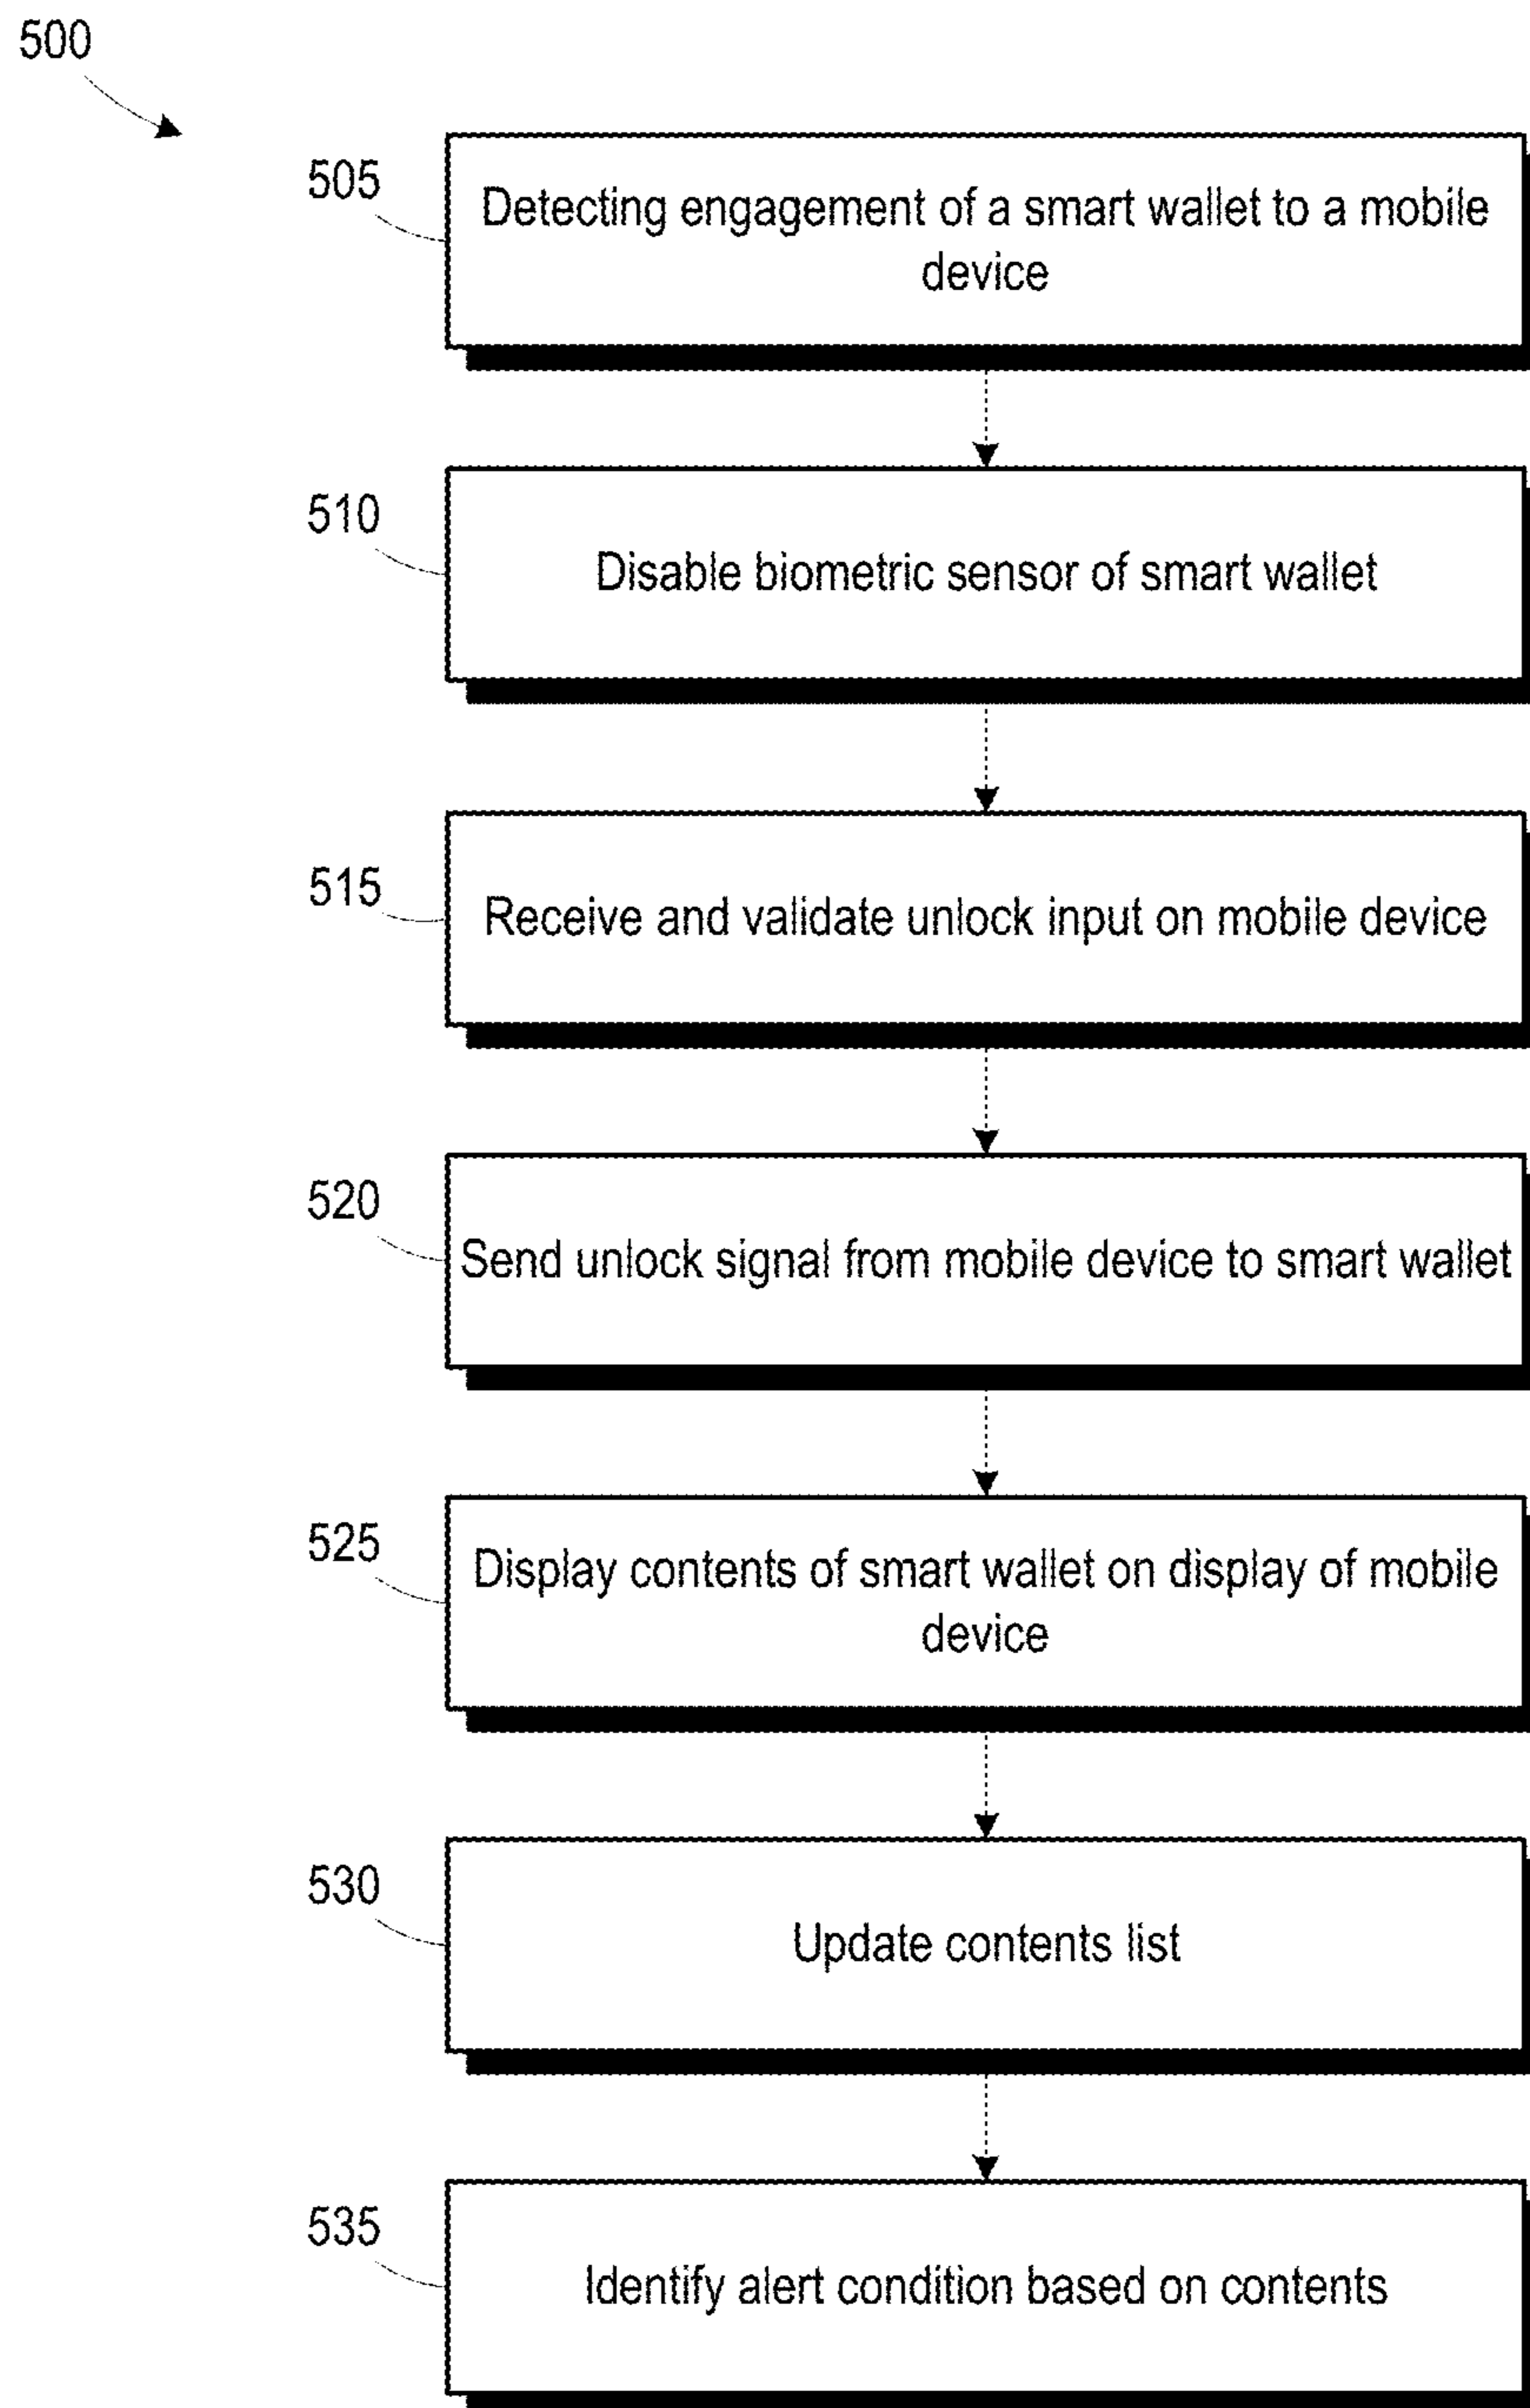 500
505
Detecting engagement of a smart wallet to a mobile
device
510
Disable biometric sensor of smart wallet
515
Receive and validate unlock input on mobile device
520
Send unlock signal from mobile device to smart wallet
525
Display contents of smart wallet on display of mobile
device
530
Update contents list
535
Identify alert condition based on contents